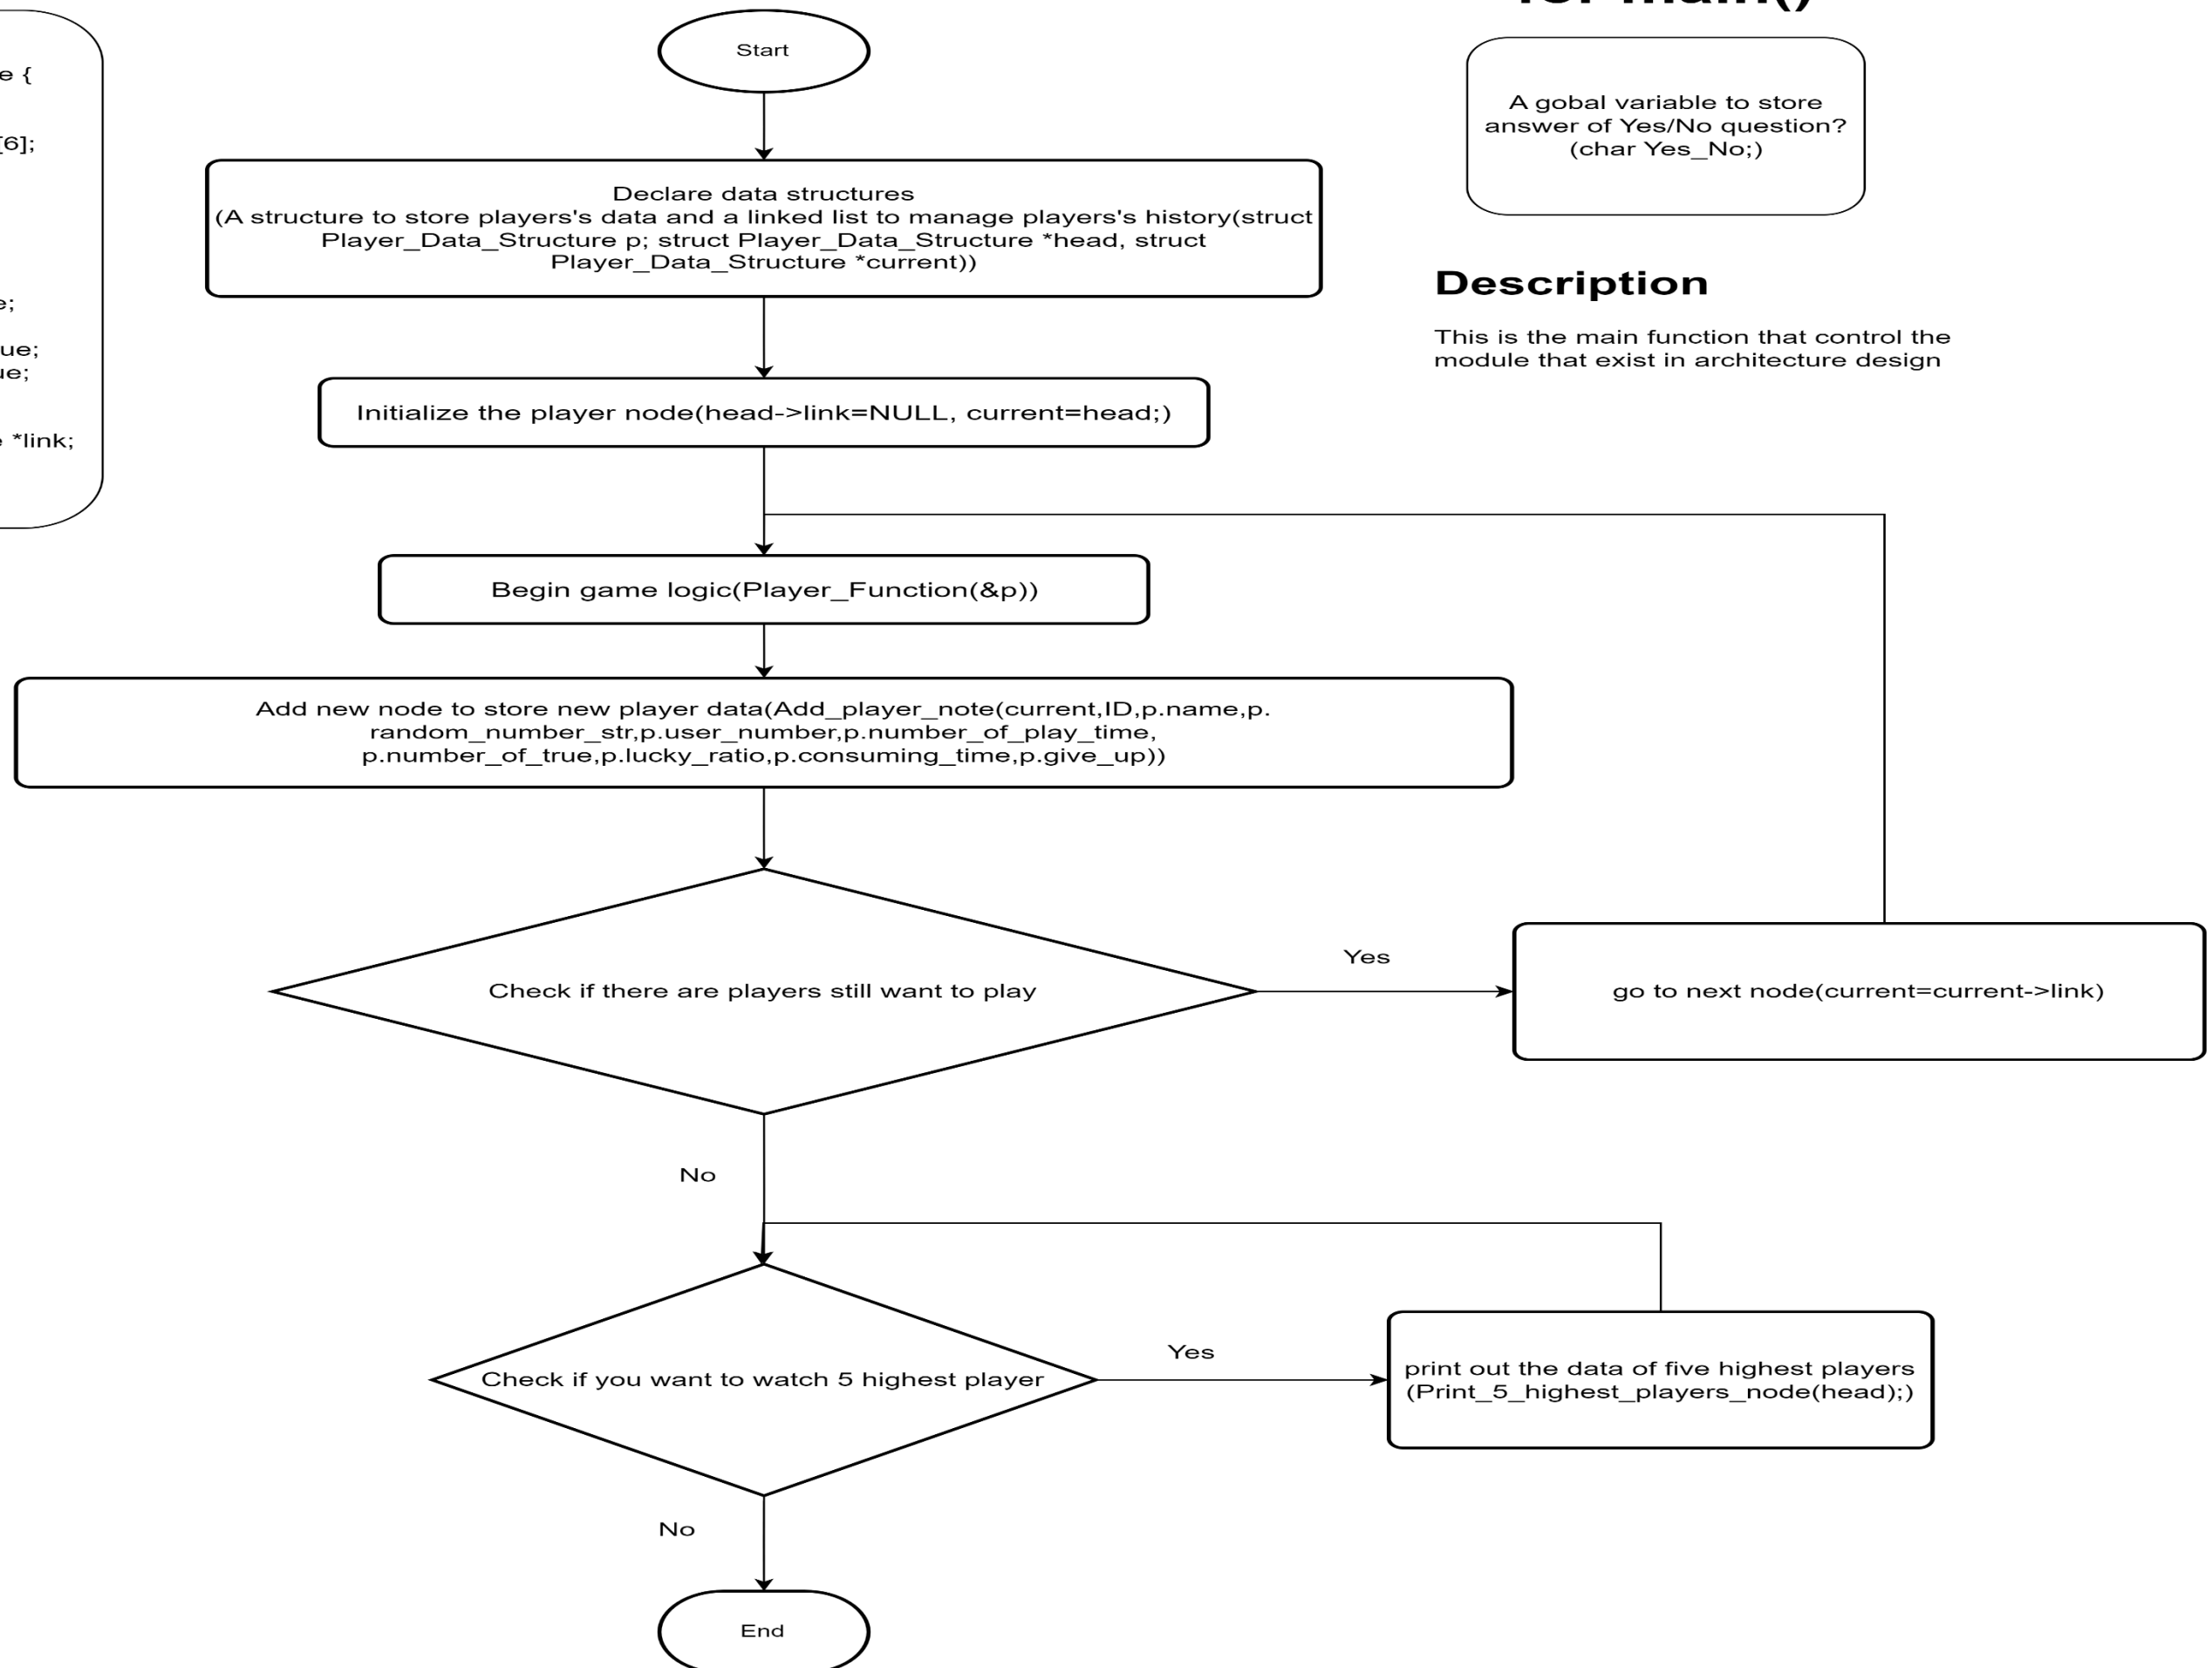 for main()
Start
e {
[6];
e;
ue;
ue;
e *link;
A gobal variable to store
answer of Yes/No question?
(char Yes_No;)
Declare data structures
(A structure to store players's data and a linked list to manage players's history(struct
Player_Data_Structure p; struct Player_Data_Structure *head, struct
Player_Data_Structure *current))
Description
This is the main function that control the
module that exist in architecture design
Initialize the player node(head->link=NULL, current=head;)
Begin game logic(Player_Function(&p))
Add new node to store new player data(Add_player_note(current,ID,p.name,p.
random_number_str,p.user_number,p.number_of_play_time,
p.number_of_true,p.lucky_ratio,p.consuming_time,p.give_up))
Check if there are players still want to play
Yes
go to next node(current=current->link)
No
Check if you want to watch 5 highest player
Yes
print out the data of five highest players
(Print_5_highest_players_node(head);)
No
End